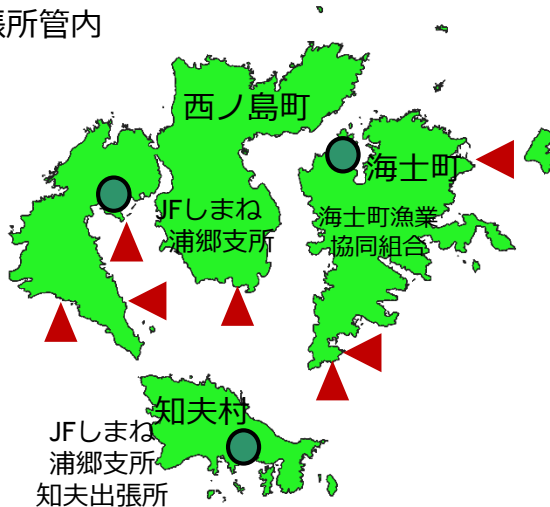 張所管内
西ノ島町
海士町
JFしまね
浦郷支所
海士町漁業
協同組合
知夫村
JFしまね
浦郷支所
知夫出張所